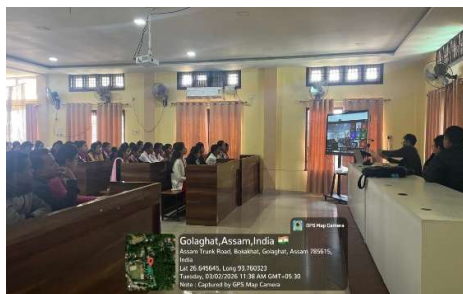 GPS Map Camera
Golaghat,Assam,India 🇮🇳
Assam Trunk Road, Bokakhat, Golaghat, Assam 785615,
India
Lat 26.645645, Long 93.760323
Tuesday, 03/02/2026 11:38 AM GMT+05:30
Note : Captured by GPS Map Camera